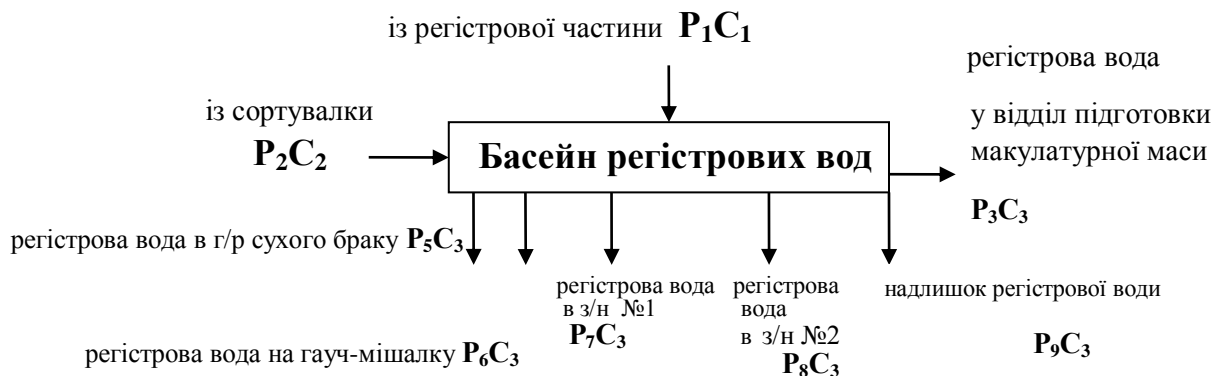 із регістрової частини P₁C₁
регістрова вода
у відділ підготовки
макулатурної маси
P₃C₃
із сортувалки
P₂C₂
Басейн регістрових вод
регістрова вода в г/р сухого браку P₅C₃
регістрова вода на гауч-мішалку P₆C₃
регістрова вода
в з/н №1
P₇C₃
регістрова
вода
в з/н №2
P₈C₃
надлишок регістрової води
P₉C₃